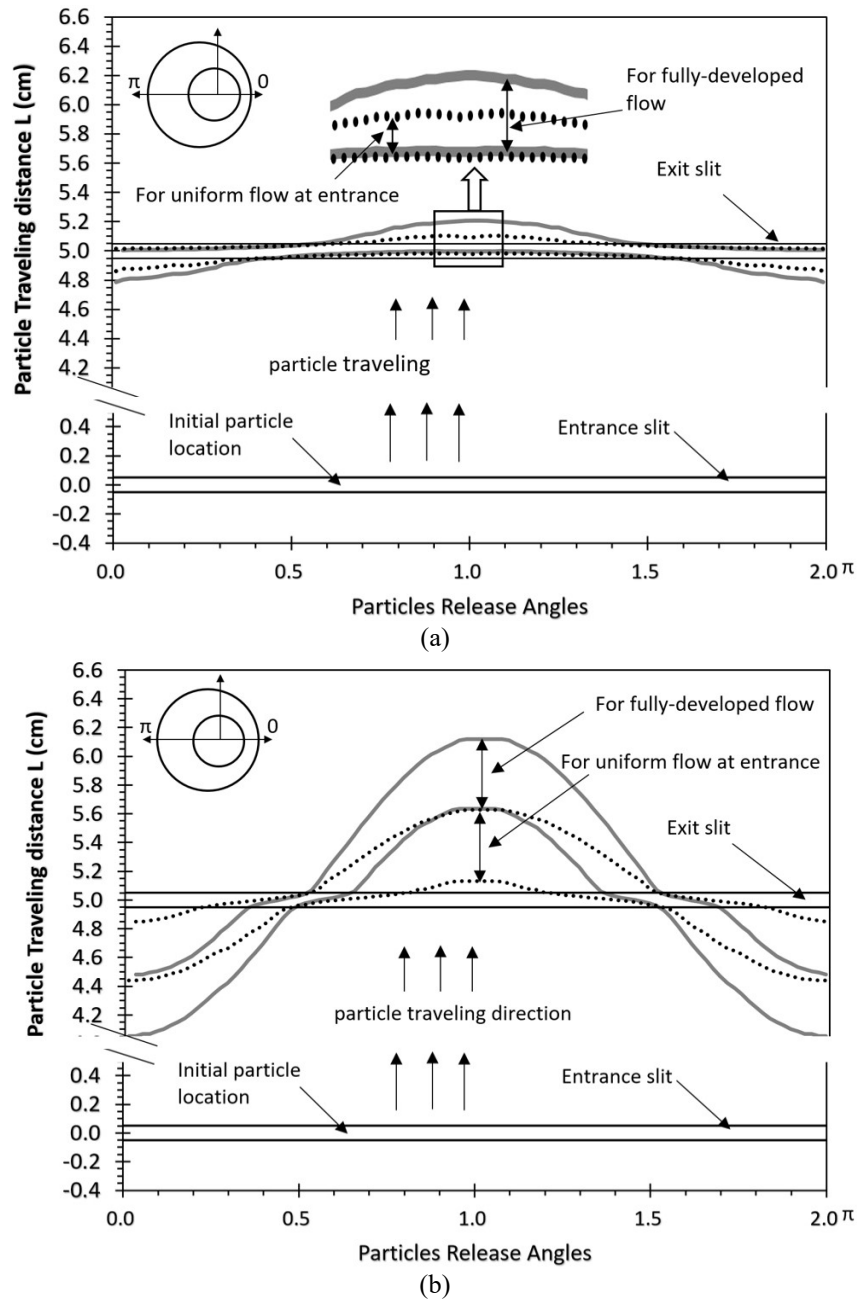 6.6
6.4
6.2
6.0
5.8
5.6
5.4
5.2
5.0
4.8
4.6
4.4
4.2
0.4
0.2
0.0
-0.2
-0.4
Particle Traveling distance L (cm)
π
0
For fully-developed
flow
For uniform flow at entrance
Exit slit
particle traveling
Initial particle
location
Entrance slit
0.0
0.5
1.0
1.5
2.0 π
Particles Release Angles
(a)
6.6
6.4
6.2
6.0
5.8
5.6
5.4
5.2
5.0
4.8
4.6
4.4
4.2
0.4
0.2
0.0
-0.2
-0.4
Particle Traveling distance L (cm)
π
0
For fully-developed flow
For uniform flow at entrance
Exit slit
particle traveling direction
Initial particle
location
Entrance slit
0.0
0.5
1.0
1.5
2.0 π
Particles Release Angles
(b)